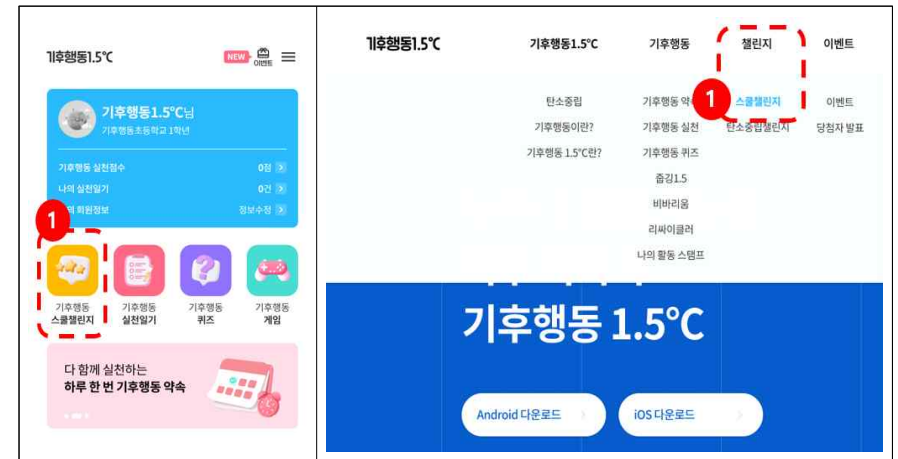 기후행동1.5℃
NEW
이벤트
기후행동1.5℃님
기후행동초등학교 1학년
기후행동 실천점수
0점
나의 실천일기
0건
의 회원정보
정보수정
1
기후행동
스쿨챌린지
기후행동
실천일기
기후행동
퀴즈
기후행동
게임
다 함께 실천하는
하루 한 번 기후행동 약속
기후행동1.5℃
기후행동1.5℃
기후행동
챌린지
이벤트
1
탄소중립
기후행동 약
스쿨챌린지
이벤트
기후행동이란?
기후행동 실천
탄소중립챌린지
당첨자 발표
기후행동 1.5℃란?
기후행동 퀴즈
줍깅1.5
비바리움
리싸이클러
나의 활동 스탬프
기후행동 1.5℃
Android 다운로드
iOS 다운로드